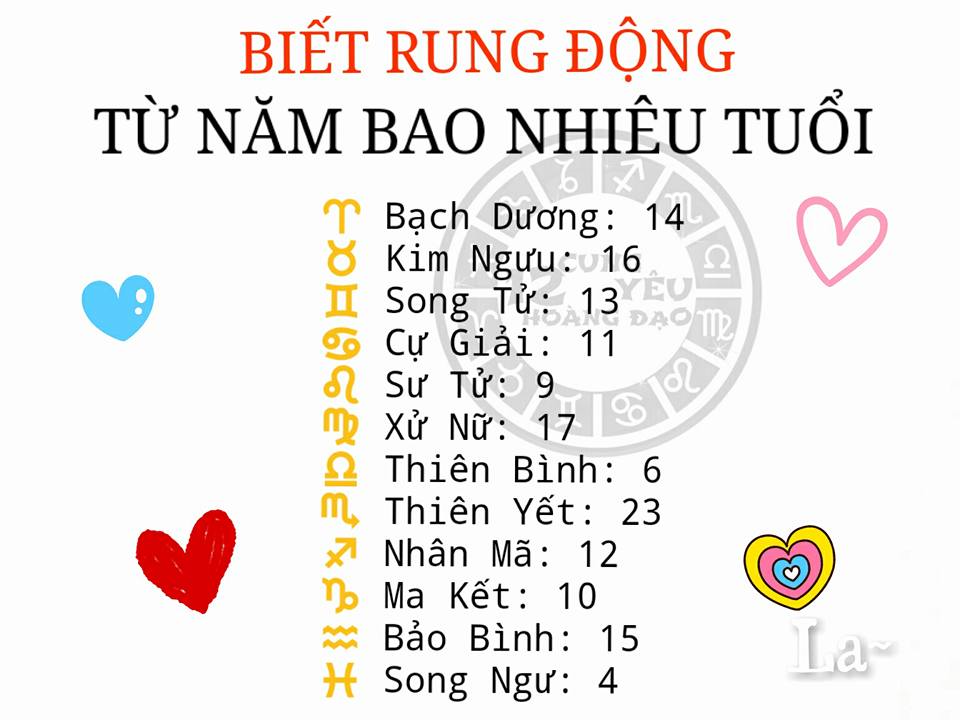 BIẾT RUNG ĐỘNG
TỪ NĂM BAO NHIÊU TUỔI
Bạch Dương: 14
Kim Ngưu: 16
Song Tử: 13
Cự Giải: 11
Sư Tử: 9
Xử Nữ: 17
Thiên Bình: 6
Thiên Yết: 23
Nhân Mã: 12
Ma Kết: 10
Bảo Bình: 15
Song Ngư: 4
12 CUNG
YÊU
HOÀNG ĐẠO
La~